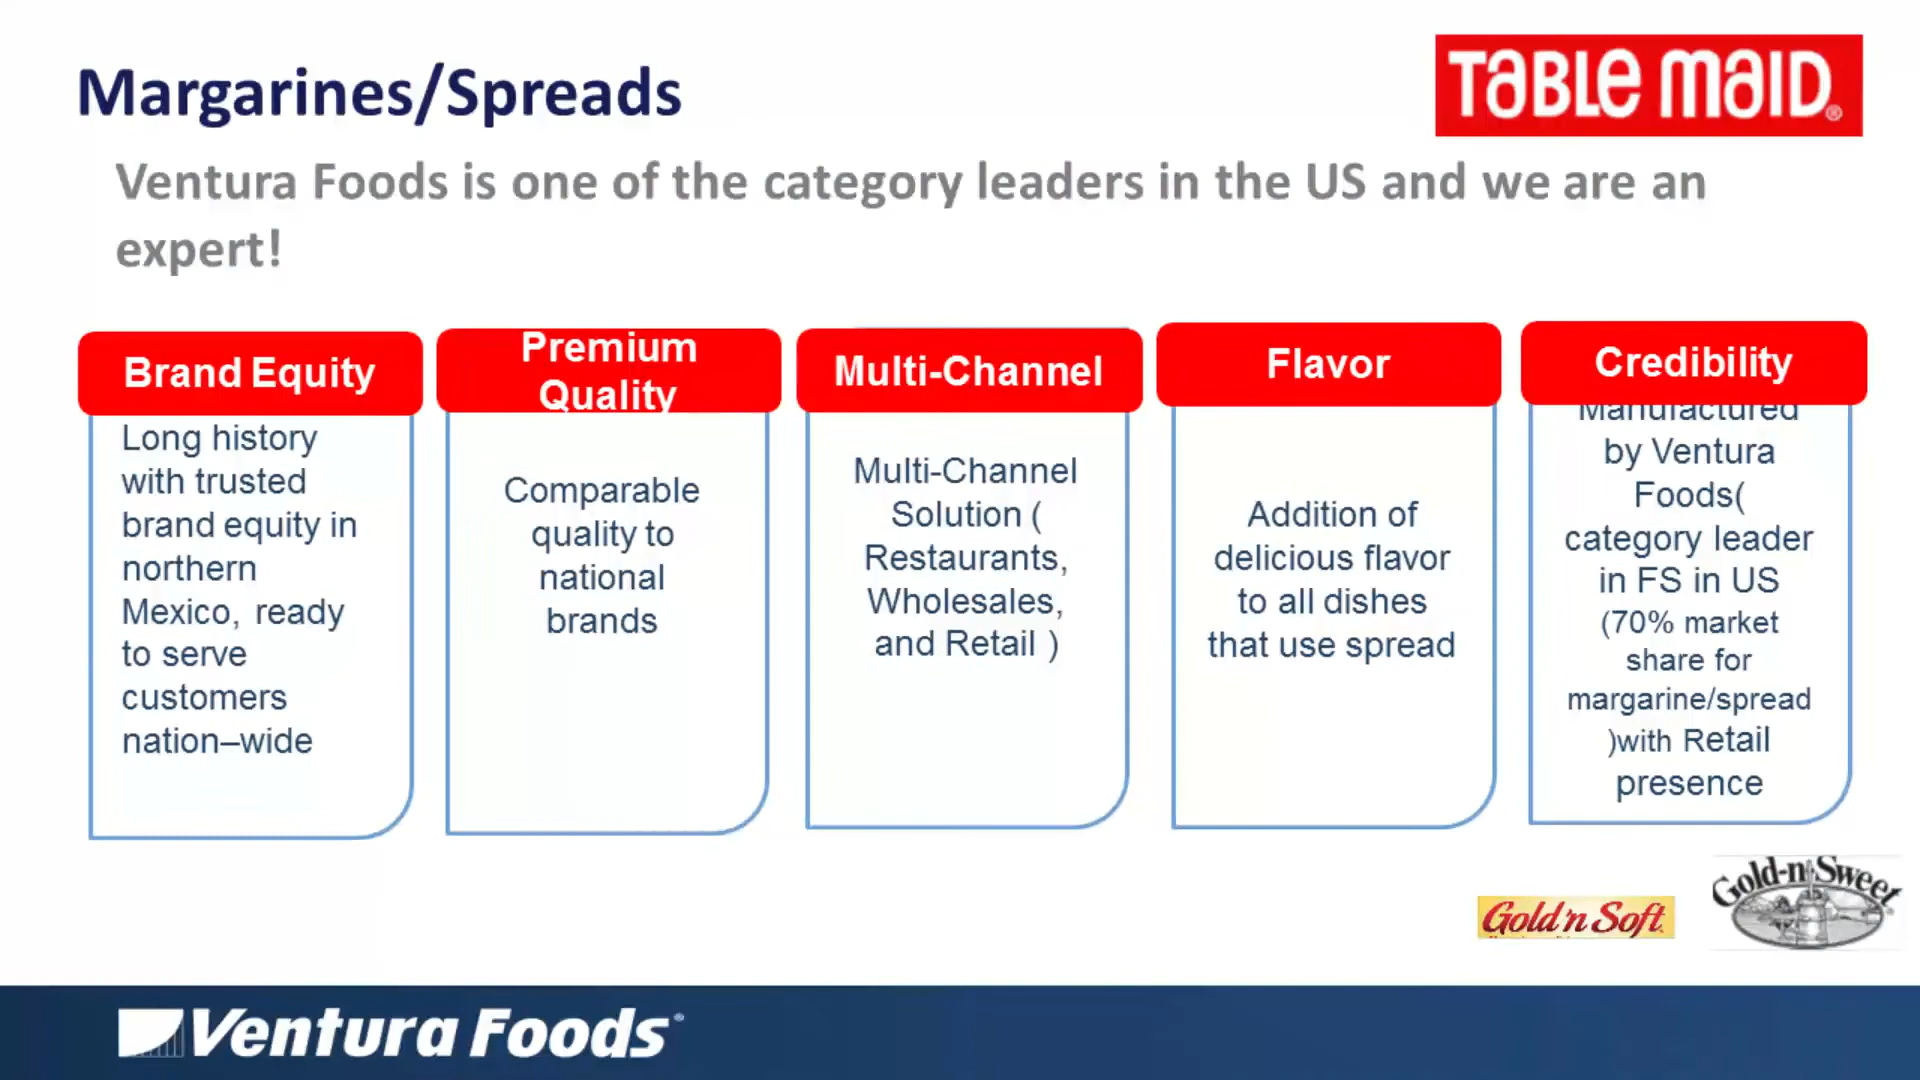 Margarines/Spreads
TABLE MAID®
Ventura Foods is one of the category leaders in the US and we are an
expert!
Brand Equity
Long history
with trusted
brand equity in
northern
Mexico, ready
to serve
customers
nation–wide
Premium
Quality
Comparable
quality to
national
brands
Multi-Channel
Multi-Channel
Solution (
Restaurants,
Wholesales,
and Retail )
Flavor
Addition of
delicious flavor
to all dishes
that use spread
Credibility
Manufactured
by Ventura
Foods(
category leader
in FS in US
(70% market
share for
margarine/spread
)with Retail
presence
Gold'n Soft
Gold-n-Sweet
Ventura Foods